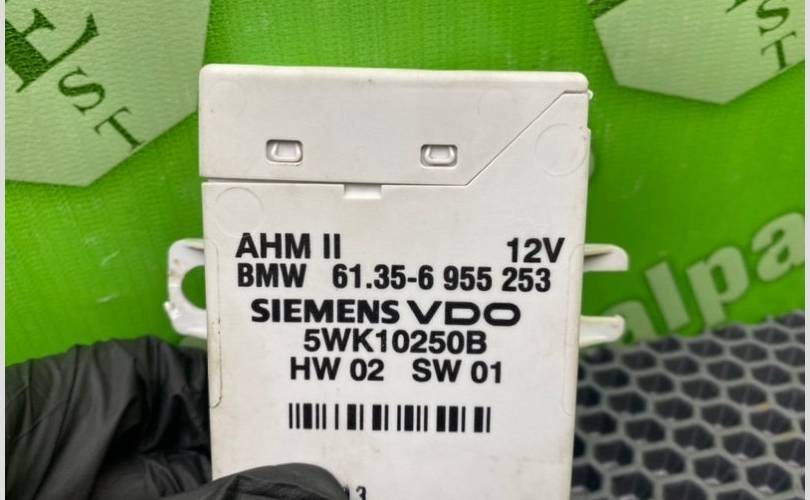 AHM II 12V
BMW 61.35-6 955 253
SIEMENS VDO
5WK10250B
HW 02 SW 01